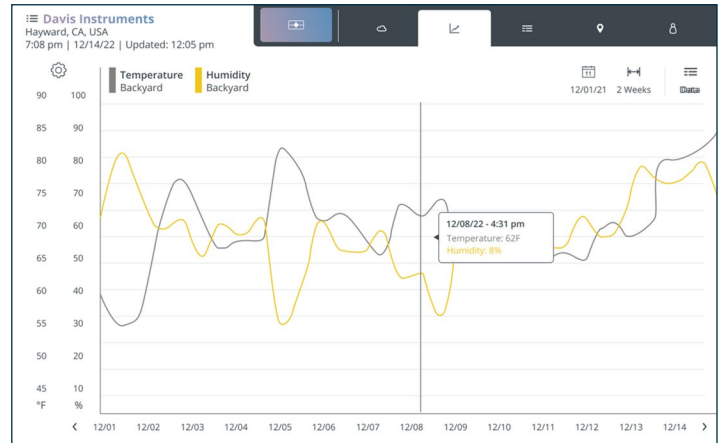 Davis Instruments
Hayward, CA, USA
7:08 pm | 12/14/22 | Updated: 12:05 pm
Temperature
Backyard
Humidity
Backyard
11
12/01/21
2 Weeks
Data
90 100
85 90
80 80
75 70
70 60
65 50
60 40
55 30
50 20
45 10
°F %
12/08/22 - 4:31 pm
Temperature: 62F
Humidity: 8%
12/01 12/02 12/03 12/04 12/05 12/06 12/07 12/08 12/09 12/10 12/11 12/12 12/13 12/14